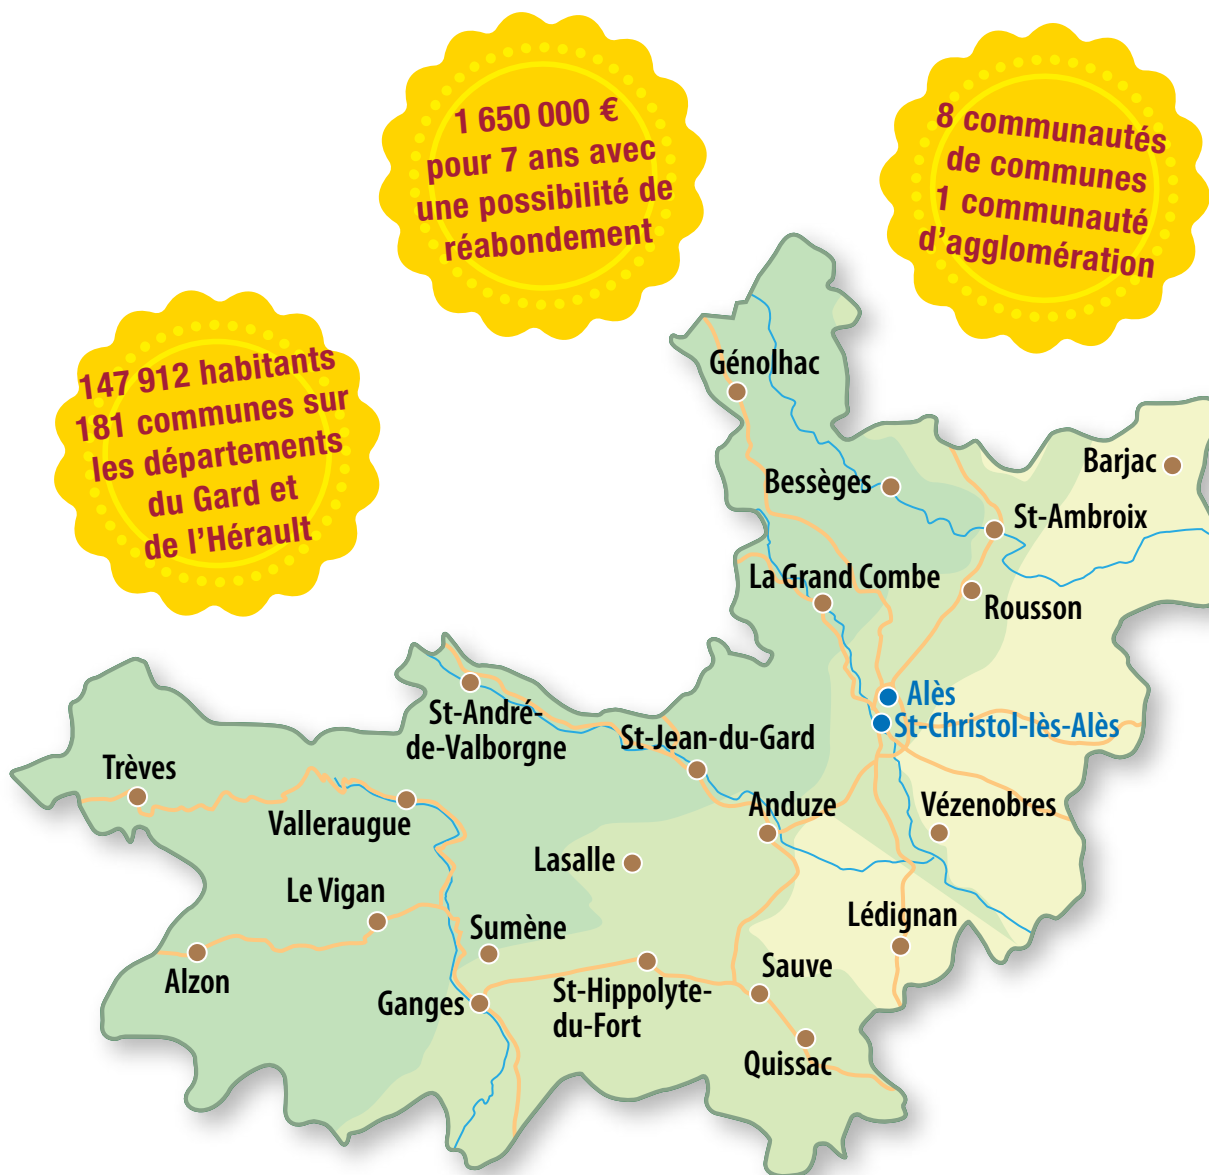 1 650 000 €
pour 7 ans avec
une possibilité de
réabondement
8 communautés
de communes
1 communauté
d’agglomération
147 912 habitants
181 communes sur
les départements
du Gard et
de l’Hérault
Génolhac
Barjac
Bessèges
St-Ambroix
La Grand Combe
Rousson
Alès
St-Christol-lès-Alès
St-André-
de-Valborgne
St-Jean-du-Gard
Trèves
Valleraugue
Anduze
Vézenobres
Lasalle
Le Vigan
Lédignan
Sumène
Alzon
Sauve
Ganges
St-Hippolyte-
du-Fort
Quissac